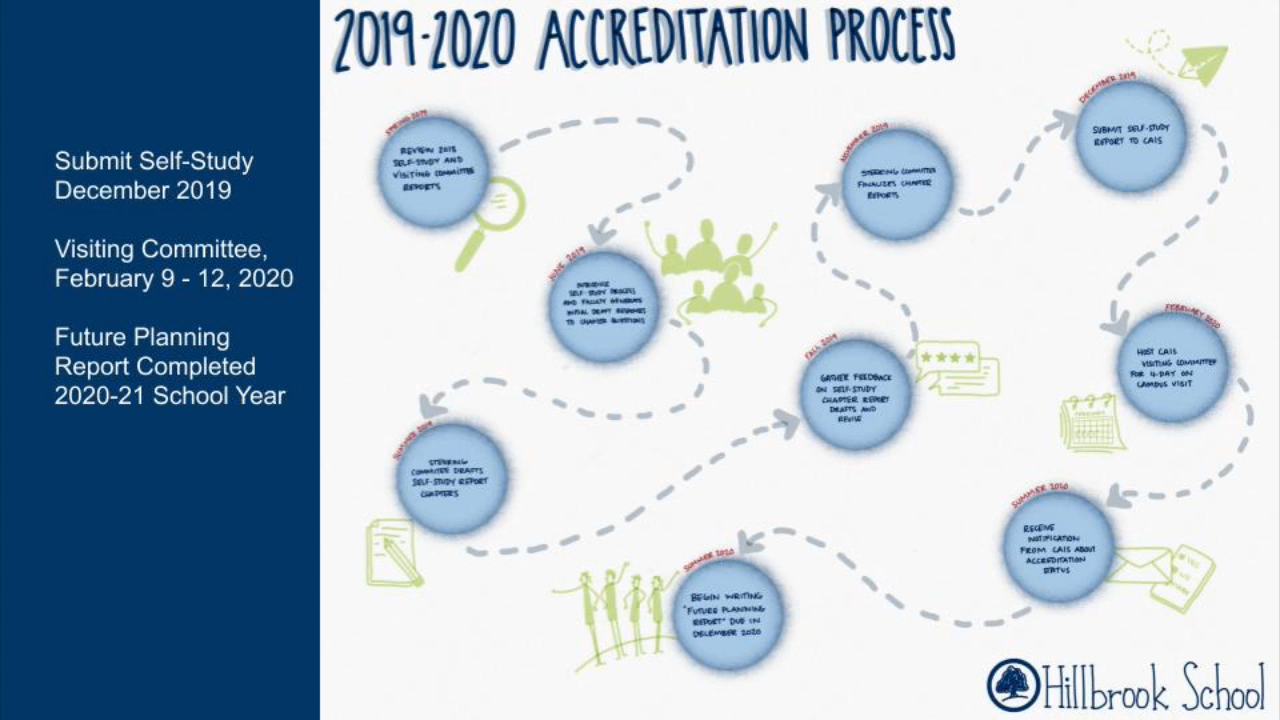 2019-2020 ACCREDITATION PROCESS
Submit Self-Study
December 2019
Visiting Committee,
February 9 - 12, 2020
Future Planning
Report Completed
2020-21 School Year
SPRING 2019
REVIEW 2015
SELF-STUDY AND
VISITING COMMITTEE
REPORTS
JUNE 2019
INTRODUCE
SELF-STUDY PROCESS
AND FACULTY GENERATE
INITIAL DRAFT RESPONSES
TO CHAPTER QUESTIONS
SUMMER 2019
STEERING
COMMITTEE DRAFTS
SELF-STUDY REPORT
CHAPTERS
FALL 2019
GATHER FEEDBACK
ON SELF-STUDY
CHAPTER REPORT
DRAFTS AND
REVISE
NOVEMBER 2019
STEERING COMMITTEE
FINALIZES CHAPTER
REPORTS
DECEMBER 2019
SUBMIT SELF-STUDY
REPORT TO CAIS
FEBRUARY 2020
HOST CAIS
VISITING COMMITTEE
FOR 4-DAY ON
CAMPUS VISIT
FEBRUARY
SUMMER 2020
RECEIVE
NOTIFICATION
FROM CAIS ABOUT
ACCREDITATION
STATUS
SUMMER 2020
BEGIN WRITING
"FUTURE PLANNING
REPORT" DUE IN
DECEMBER 2020
Hillbrook School